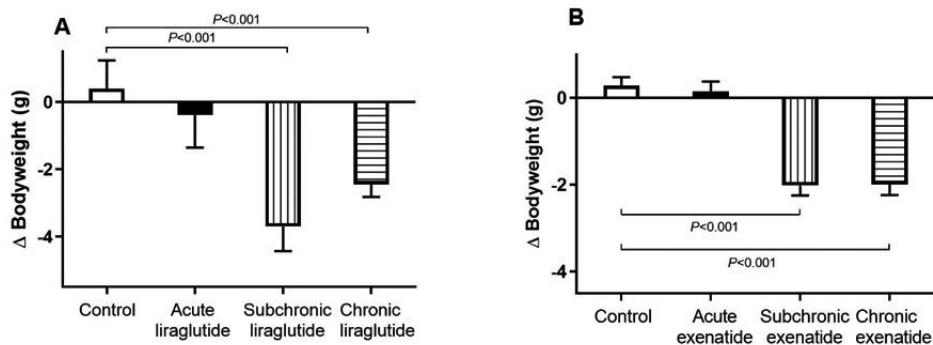 A
P<0.001
P<0.001
Δ Bodyweight (g)
0
-2
-4
Control
Acute liraglutide
Subchronic liraglutide
Chronic liraglutide
B
Δ Bodyweight (g)
0
-2
-4
P<0.001
P<0.001
Control
Acute exenatide
Subchronic exenatide
Chronic exenatide